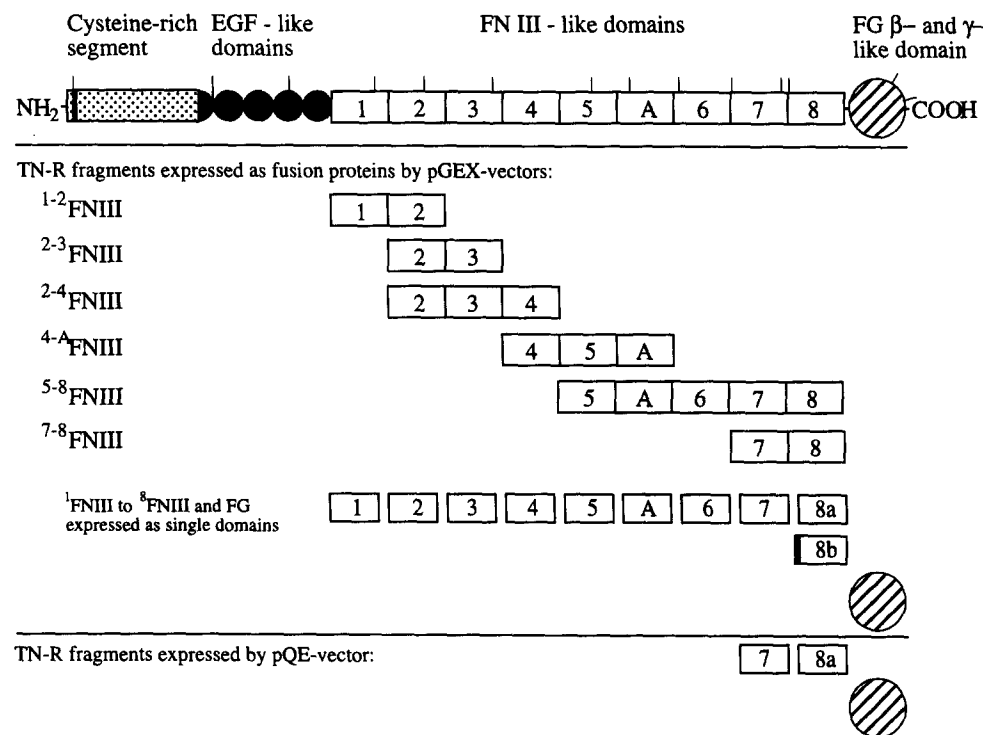 Cysteine-rich segment
EGF - like domains
FN III - like domains
FG β– and γ– like domain
NH2
1 2 3 4 5 A 6 7 8
COOH
TN-R fragments expressed as fusion proteins by pGEX-vectors:
1-2FNIII
1 2
2-3FNIII
2 3
2-4FNIII
2 3 4
4-AFNIII
4 5 A
5-8FNIII
5 A 6 7 8
7-8FNIII
7 8
1FNIII to 8FNIII and FG
expressed as single domains
1 2 3 4 5 A 6 7 8a
8b
TN-R fragments expressed by pQE-vector:
7 8a